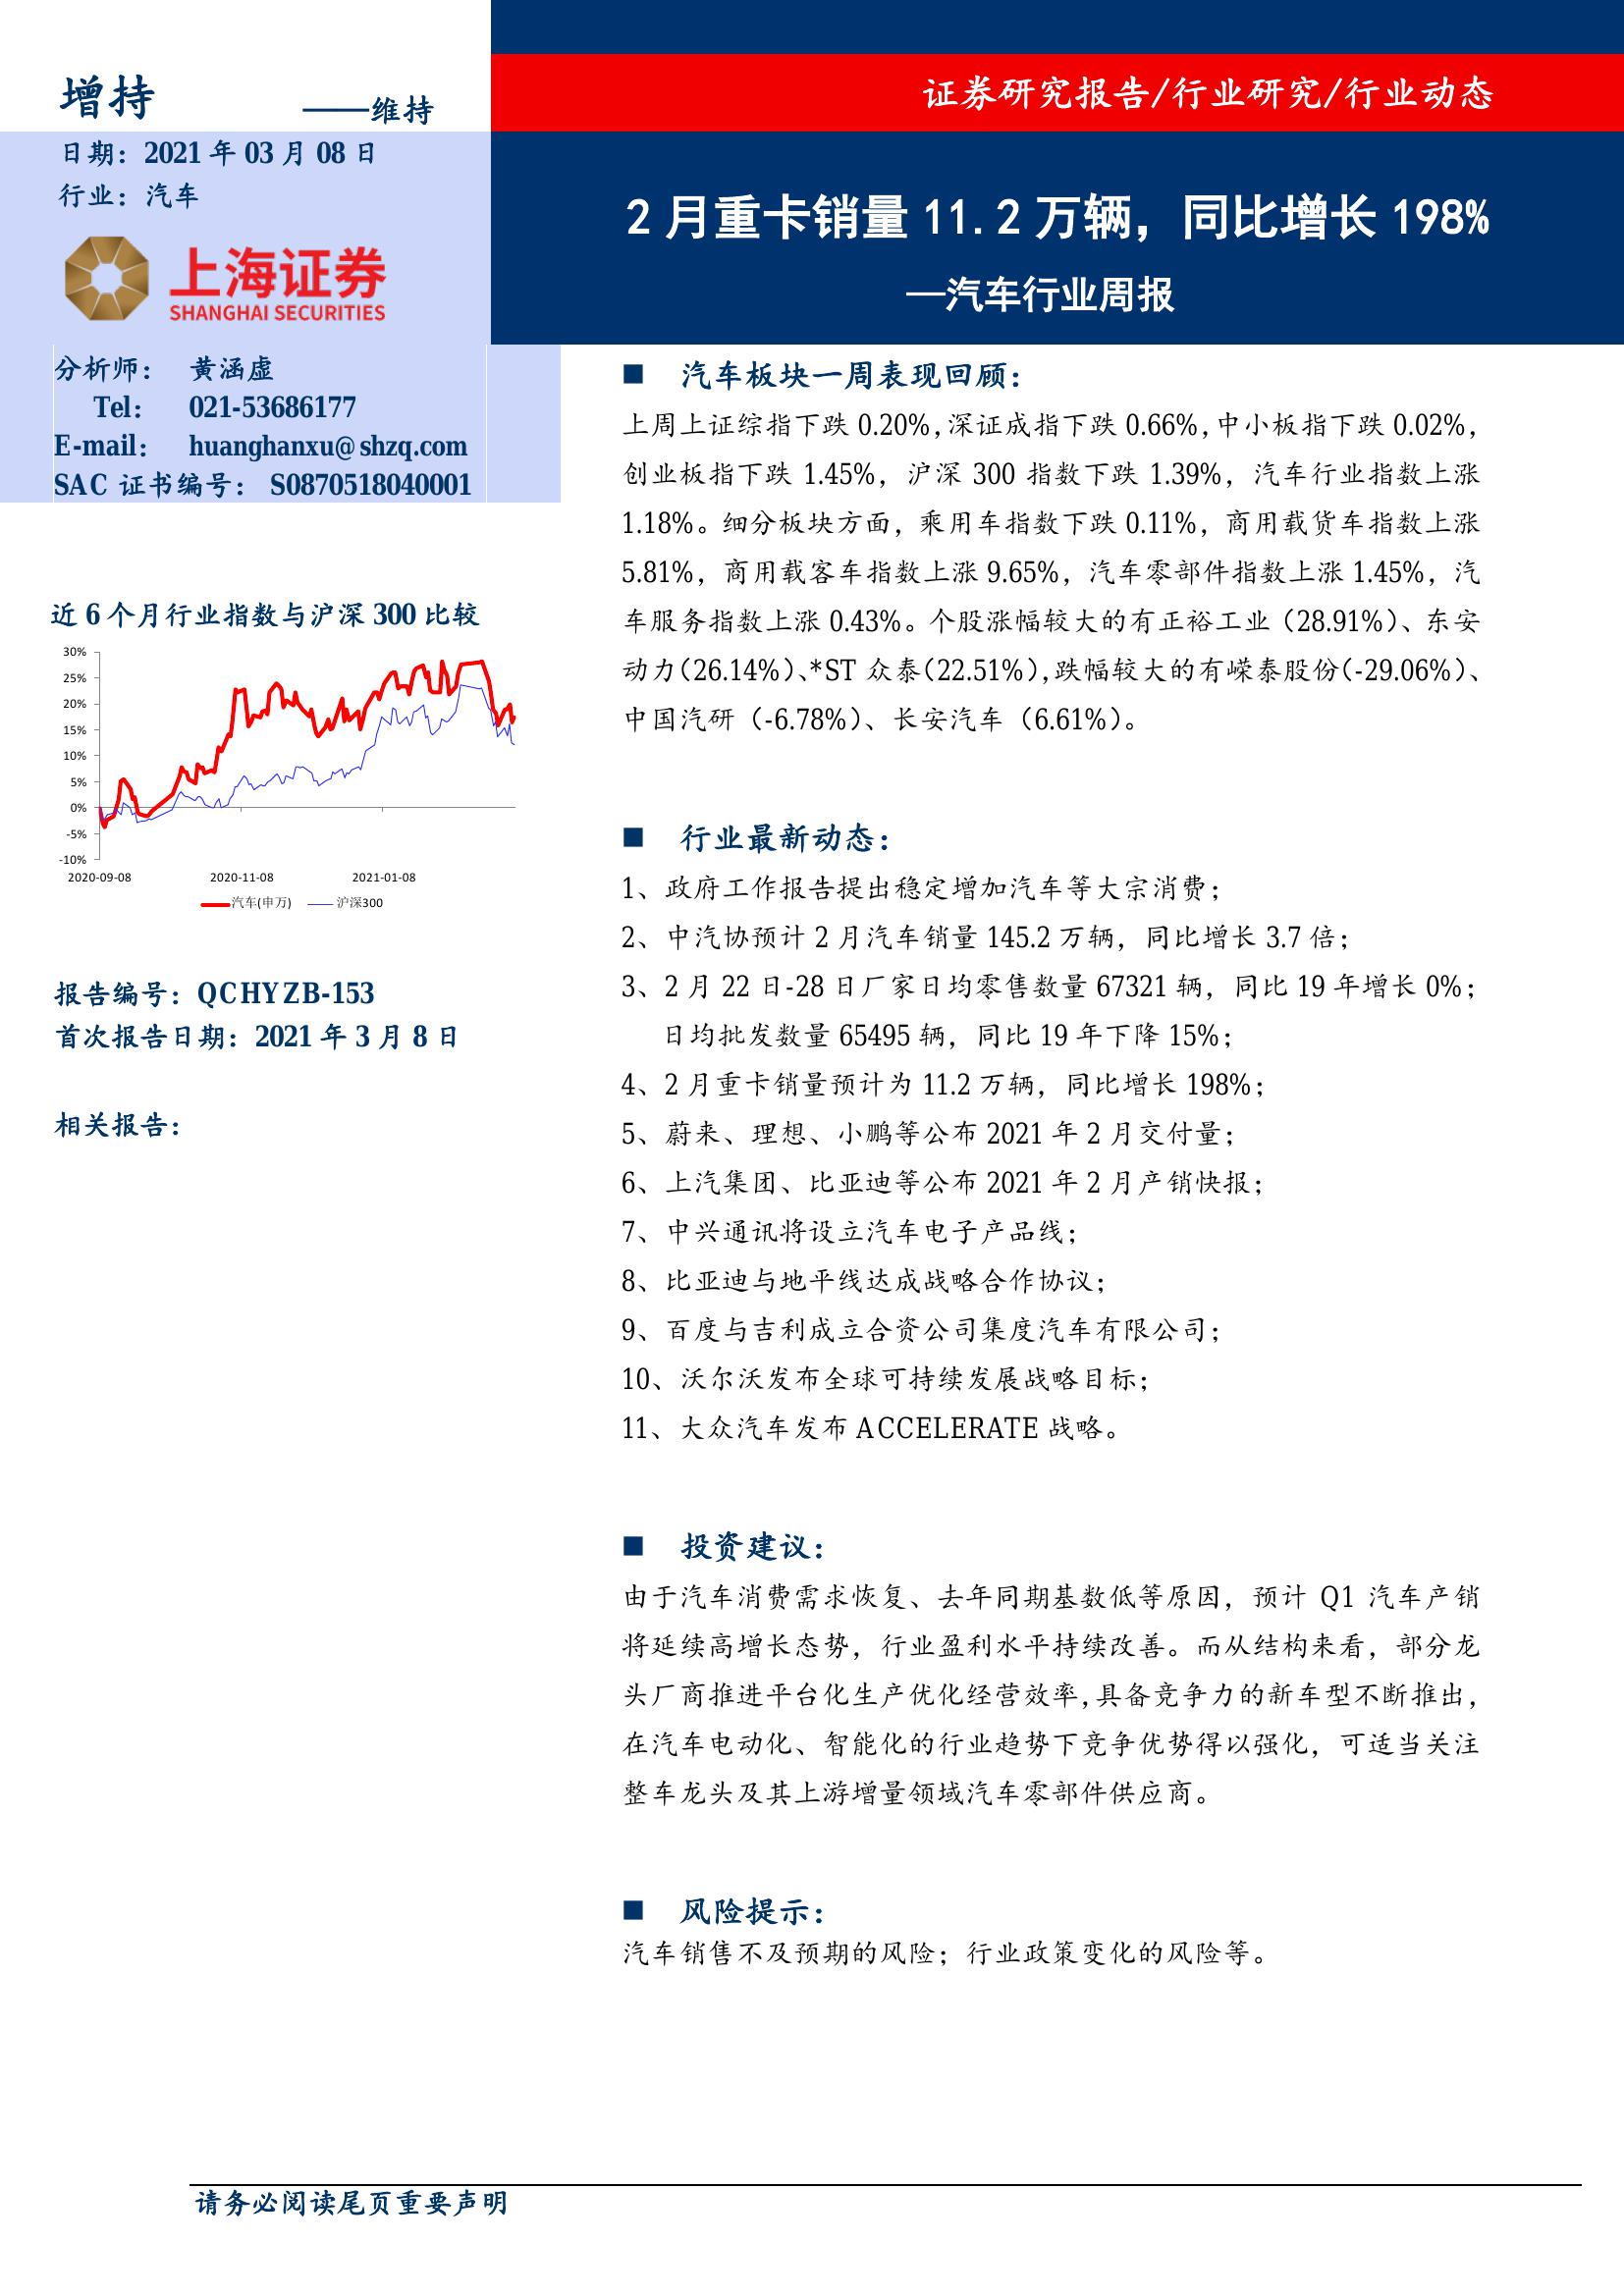 增持 ——维持
日期：2021 年 03 月 08 日
行业：汽车
上海证券
SHANGHAI SECURITIES
分析师： 黄涵虚
Tel： 021-53686177
E-mail： huanghanxu@shzq.com
SAC 证书编号： S0870518040001
近 6 个月行业指数与沪深 300 比较
30%
25%
20%
15%
10%
5%
0%
-5%
-10%
2020-09-08 2020-11-08 2021-01-08
汽车(申万) 沪深300
报告编号：QCHYZB-153
首次报告日期：2021 年 3 月 8 日
相关报告：
证券研究报告/行业研究/行业动态
2 月重卡销量 11.2 万辆，同比增长 198%
—汽车行业周报
■ 汽车板块一周表现回顾：
上周上证综指下跌 0.20%，深证成指下跌 0.66%，中小板指下跌 0.02%，
创业板指下跌 1.45%，沪深 300 指数下跌 1.39%，汽车行业指数上涨
1.18%。细分板块方面，乘用车指数下跌 0.11%，商用载货车指数上涨
5.81%，商用载客车指数上涨 9.65%，汽车零部件指数上涨 1.45%，汽
车服务指数上涨 0.43%。个股涨幅较大的有正裕工业（28.91%）、东安
动力（26.14%）、*ST 众泰（22.51%），跌幅较大的有嵘泰股份（-29.06%）、
中国汽研（-6.78%）、长安汽车（6.61%）。
■ 行业最新动态：
1、政府工作报告提出稳定增加汽车等大宗消费；
2、中汽协预计 2 月汽车销量 145.2 万辆，同比增长 3.7 倍；
3、2 月 22 日-28 日厂家日均零售数量 67321 辆，同比 19 年增长 0%；
日均批发数量 65495 辆，同比 19 年下降 15%；
4、2 月重卡销量预计为 11.2 万辆，同比增长 198%；
5、蔚来、理想、小鹏等公布 2021 年 2 月交付量；
6、上汽集团、比亚迪等公布 2021 年 2 月产销快报；
7、中兴通讯将设立汽车电子产品线；
8、比亚迪与地平线达成战略合作协议；
9、百度与吉利成立合资公司集度汽车有限公司；
10、沃尔沃发布全球可持续发展战略目标；
11、大众汽车发布 ACCELERATE 战略。
■ 投资建议：
由于汽车消费需求恢复、去年同期基数低等原因，预计 Q1 汽车产销
将延续高增长态势，行业盈利水平持续改善。而从结构来看，部分龙
头厂商推进平台化生产优化经营效率，具备竞争力的新车型不断推出，
在汽车电动化、智能化的行业趋势下竞争优势得以强化，可适当关注
整车龙头及其上游增量领域汽车零部件供应商。
■ 风险提示：
汽车销售不及预期的风险；行业政策变化的风险等。
请务必阅读尾页重要声明